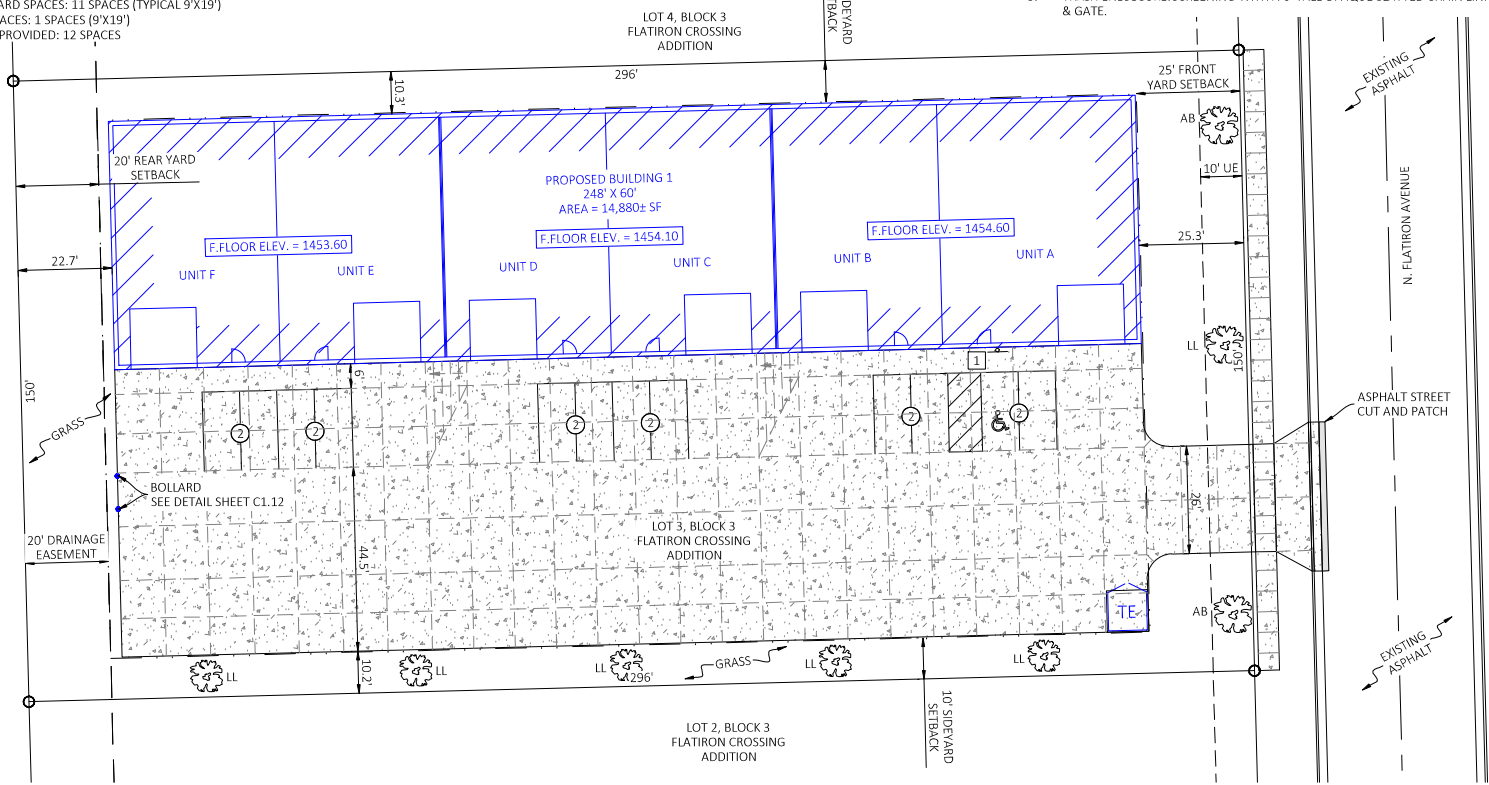 ARD SPACES: 11 SPACES (TYPICAL 9'X19')
ACES: 1 SPACES (9'X19')
PROVIDED: 12 SPACES
LOT 4, BLOCK 3
FLATIRON CROSSING
ADDITION
& GATE.
296'
10.3'
25' FRONT
YARD SETBACK
EXISTING
ASPHALT
AB
20' REAR YARD
SETBACK
10' UE
PROPOSED BUILDING 1
248' X 60'
AREA = 14,880± SF
N. FLATIRON AVENUE
F.FLOOR ELEV. = 1453.60
F.FLOOR ELEV. = 1454.10
F.FLOOR ELEV. = 1454.60
25.3'
22.7'
UNIT F
UNIT E
UNIT D
UNIT C
UNIT B
UNIT A
LL
150'
1
6'
150'
GRASS
2
2
2
2
2
2
ASPHALT STREET
CUT AND PATCH
BOLLARD
SEE DETAIL SHEET C1.12
26'
LOT 3, BLOCK 3
FLATIRON CROSSING
ADDITION
20' DRAINAGE
EASEMENT
44.5'
TE
AB
EXISTING
ASPHALT
10.2'
LL
LL
LL
296'
GRASS
LL
LL
10' SIDEYARD
SETBACK
LOT 2, BLOCK 3
FLATIRON CROSSING
ADDITION